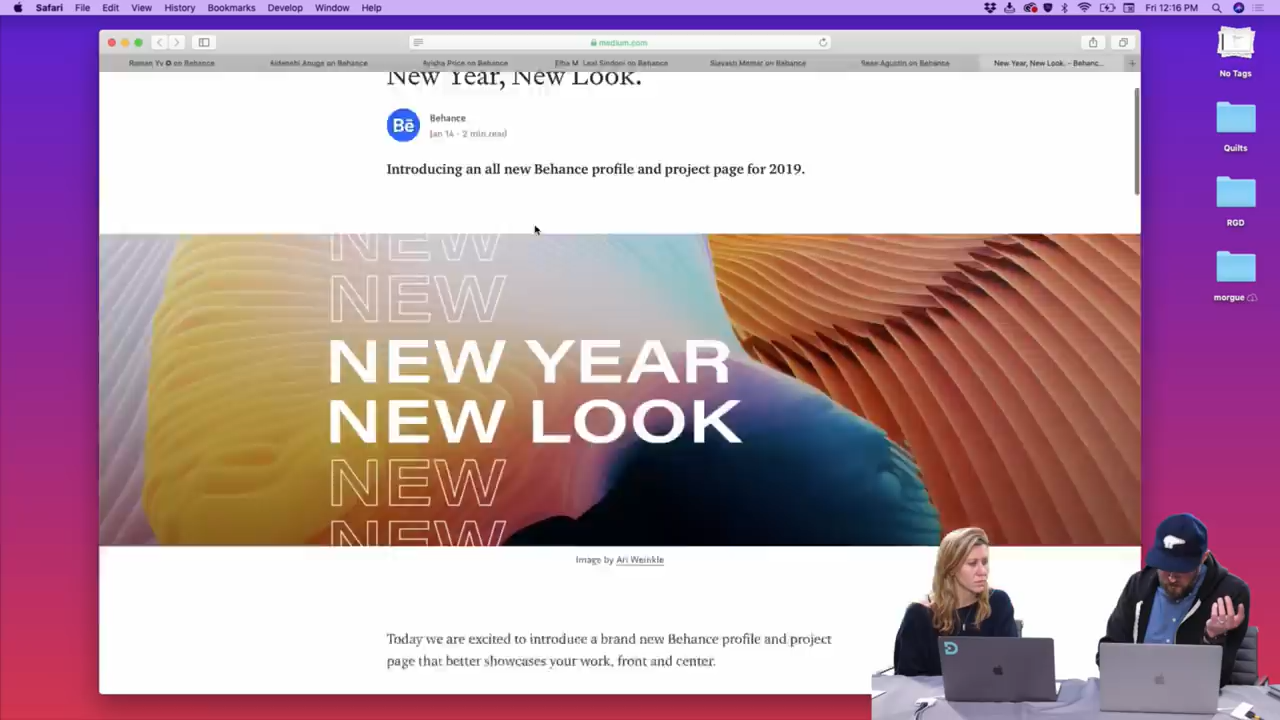 Safari File Edit View History Bookmarks Develop Window Help Fri 12:16 PM
medium.com
on Behance Ayisha Price on Behance on Behance Siavash Memar on Behance Agustin on Behance New Year, New Look. – Behanc...
New Year, New Look.
Behance
Bē
Jan 14 · 2 min read
Introducing an all new Behance profile and project page for 2019.
NEW
NEW
NEW YEAR
NEW LOOK
NEW
NEW
Image by Ari Weinkle
Today we are excited to introduce a brand new Behance profile and project
page that better showcases your work, front and center.
No Tags
Quilts
RGD
morgue